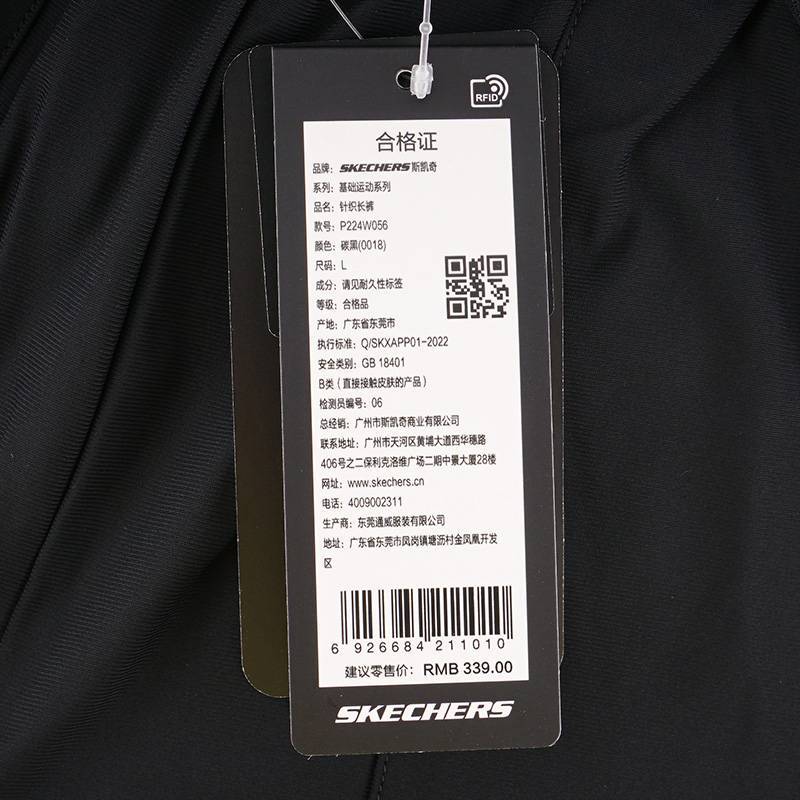 RFID
合格证
品牌: SKECHERS斯凯奇
系列: 基础运动系列
品名: 针织长裤
款号: P224W056
颜色: 碳黑(0018)
尺码: L
成分: 请见耐久性标签
等级: 合格品
产地: 广东省东莞市
执行标准: Q/SKXAPP01-2022
安全类别: GB 18401
B类 (直接接触皮肤的产品)
检测员编号: 06
总经销: 广州市斯凯奇商业有限公司
联系地址: 广州市天河区黄埔大道西华穗路
406号之二保利克洛维广场二期中景大厦28楼
网址: www.skechers.cn
电话: 4009002311
生产商: 东莞通威服装有限公司
地址: 广东省东莞市凤岗镇塘沥村金凤凰开发
区
6 926684 211010
建议零售价: RMB 339.00
SKECHERS